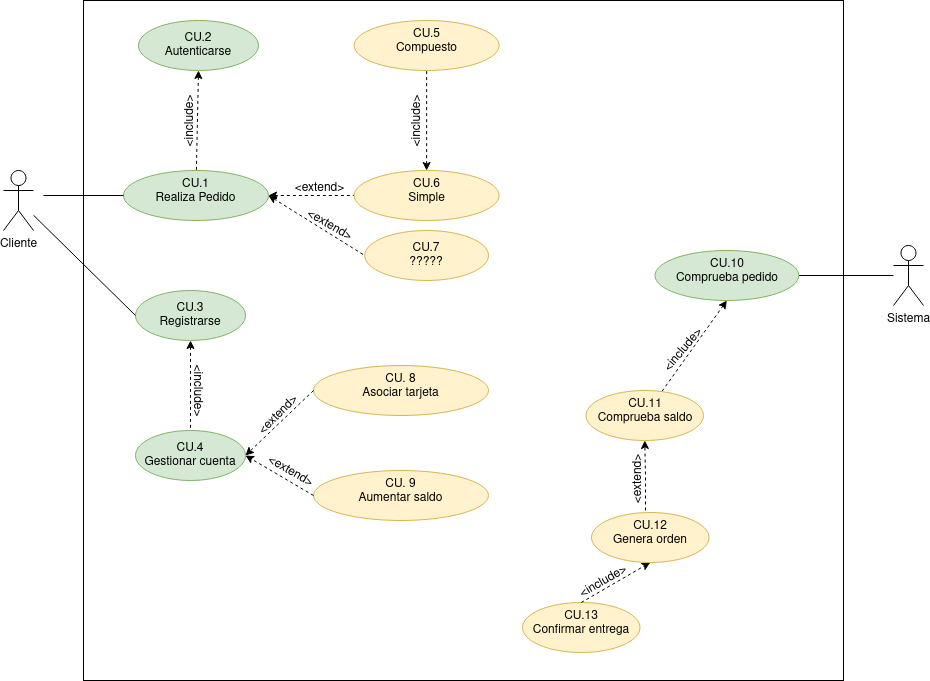 CU.2
Autenticarse
CU.5
Compuesto
<include>
<include>
CU.1
Realiza Pedido
<extend>
CU.6
Simple
<extend>
Cliente
CU.7
?????
CU.10
Comprueba pedido
Sistema
CU.3
Registrarse
<include>
<include>
CU. 8
Asociar tarjeta
<extend>
CU.11
Comprueba saldo
CU.4
Gestionar cuenta
<extend>
CU. 9
Aumentar saldo
<extend>
CU.12
Genera orden
<include>
CU.13
Confirmar entrega